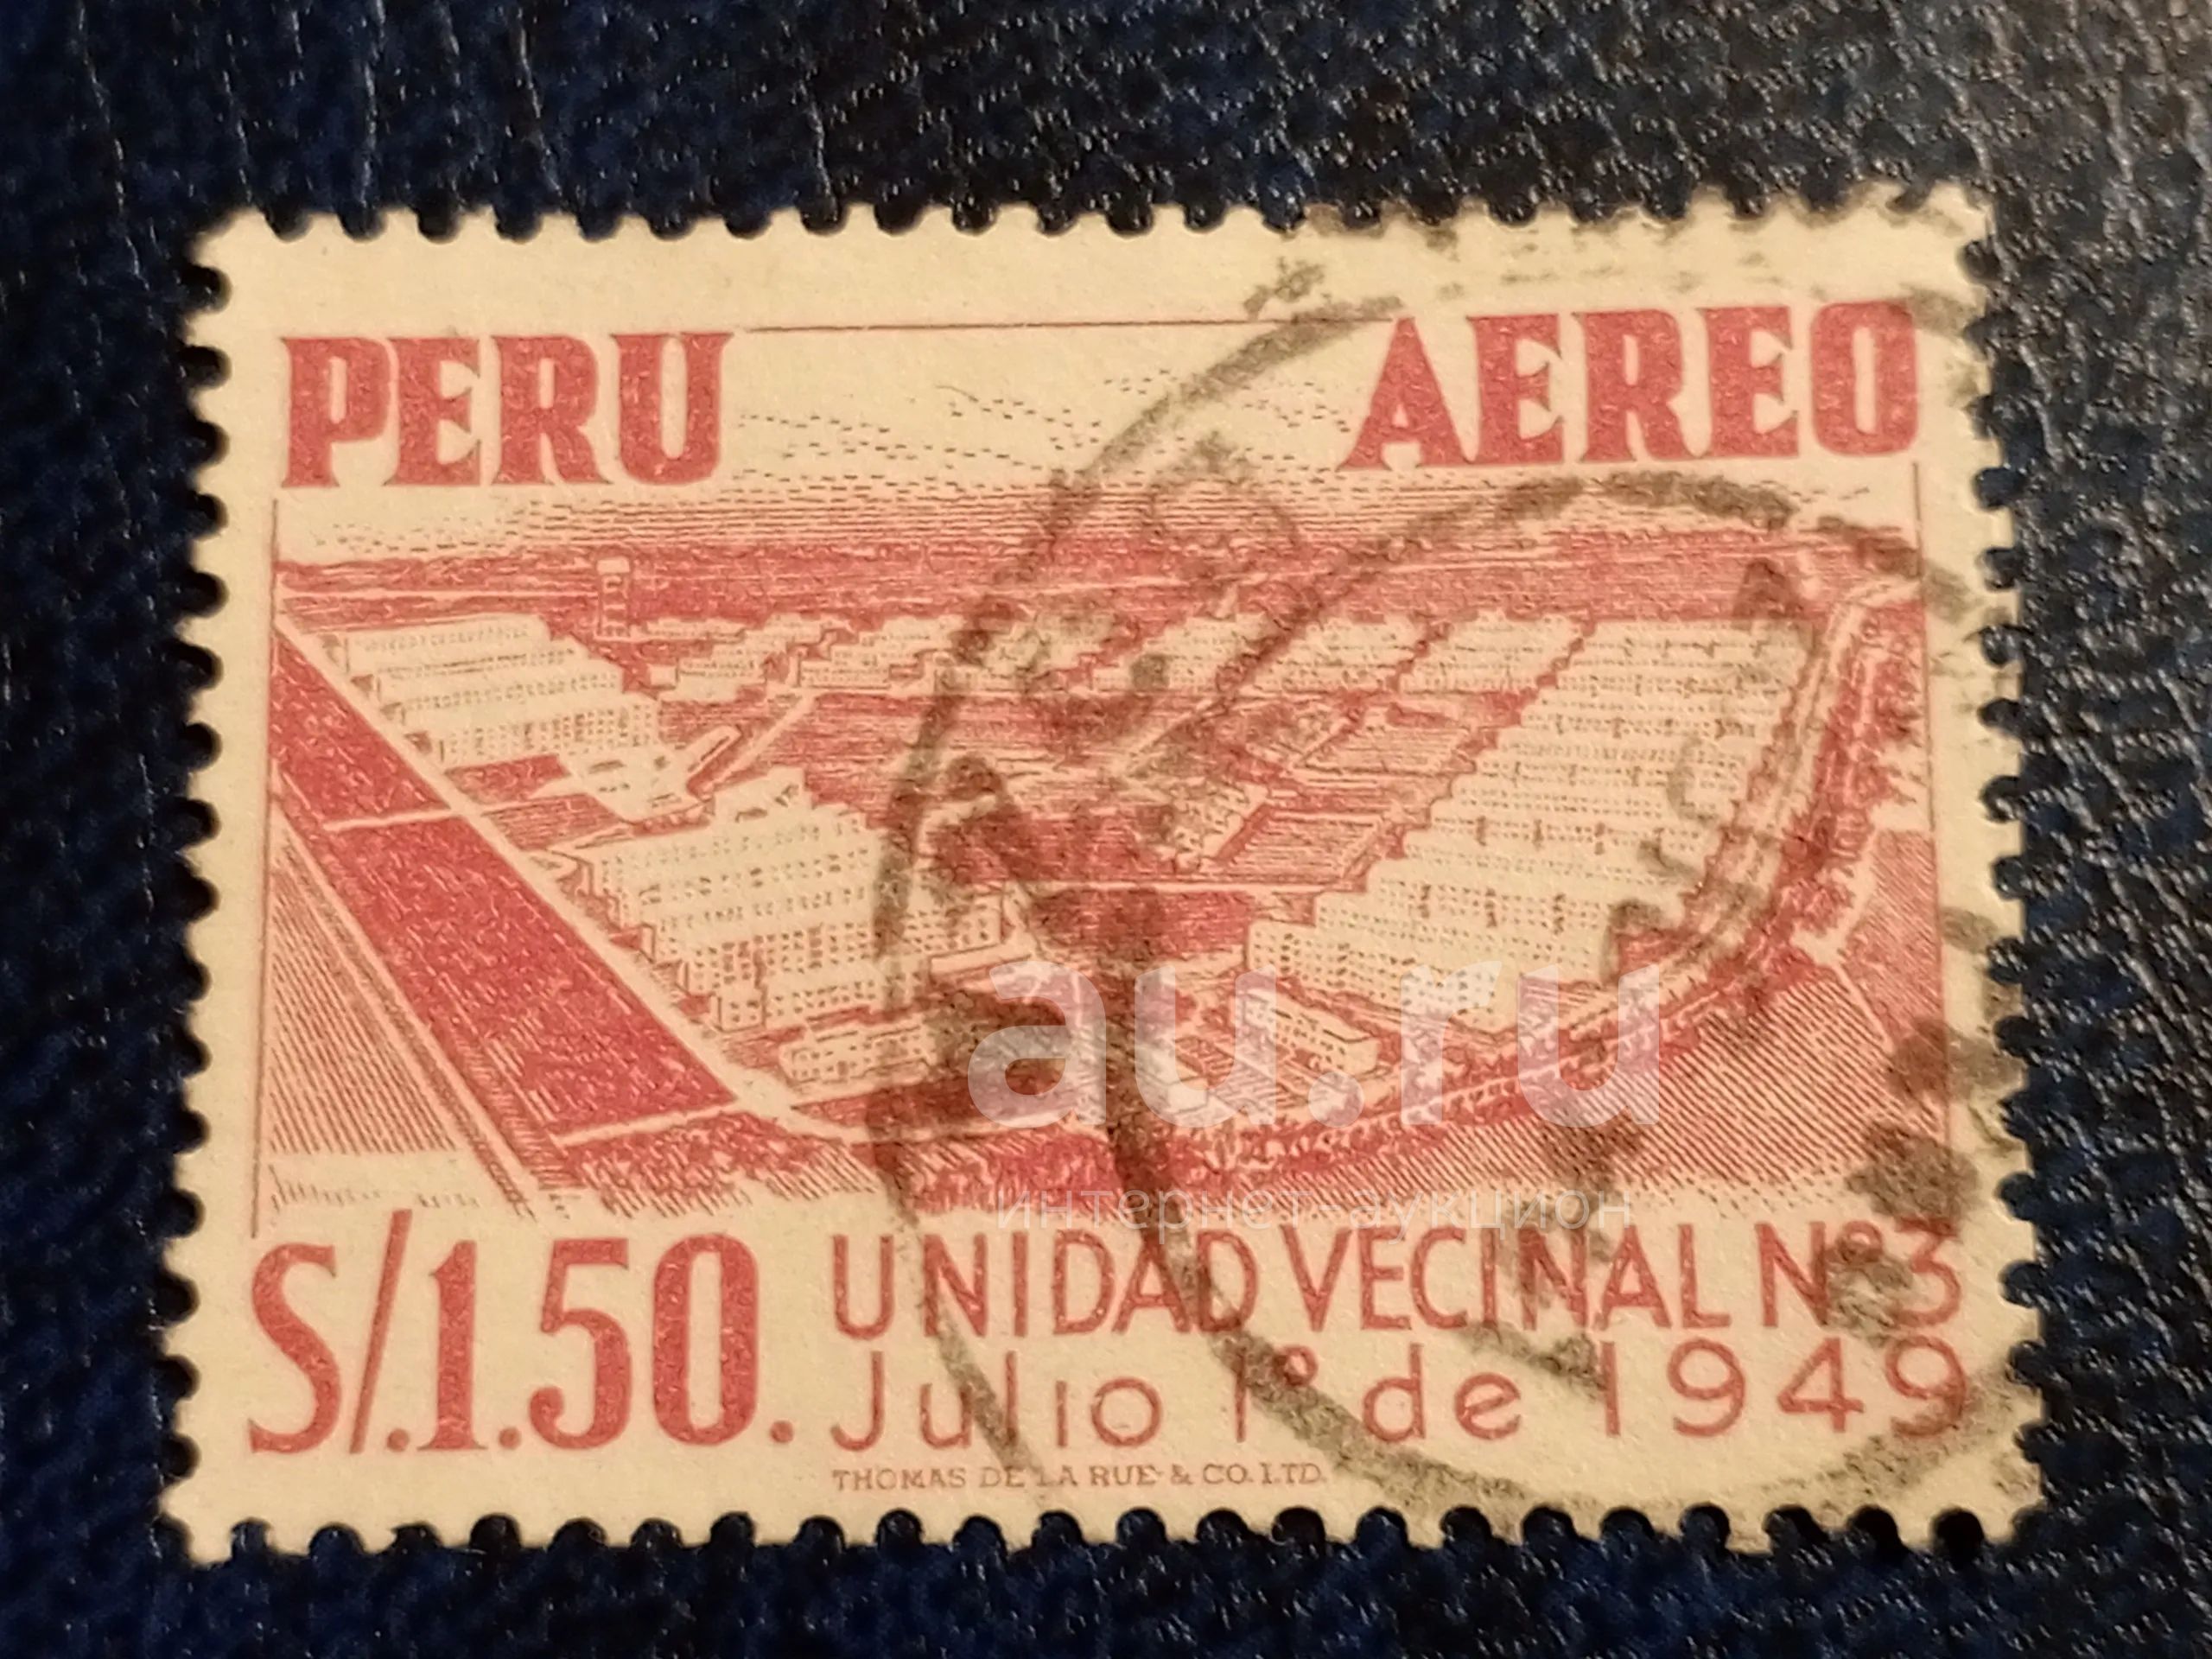 PERU AEREO
au.ru
интернет-аукцион
S/.1.50. UNIDAD VECINAL Nº3
Julio 1º de 1949
THOMAS DE LA RUE & CO. LTD.